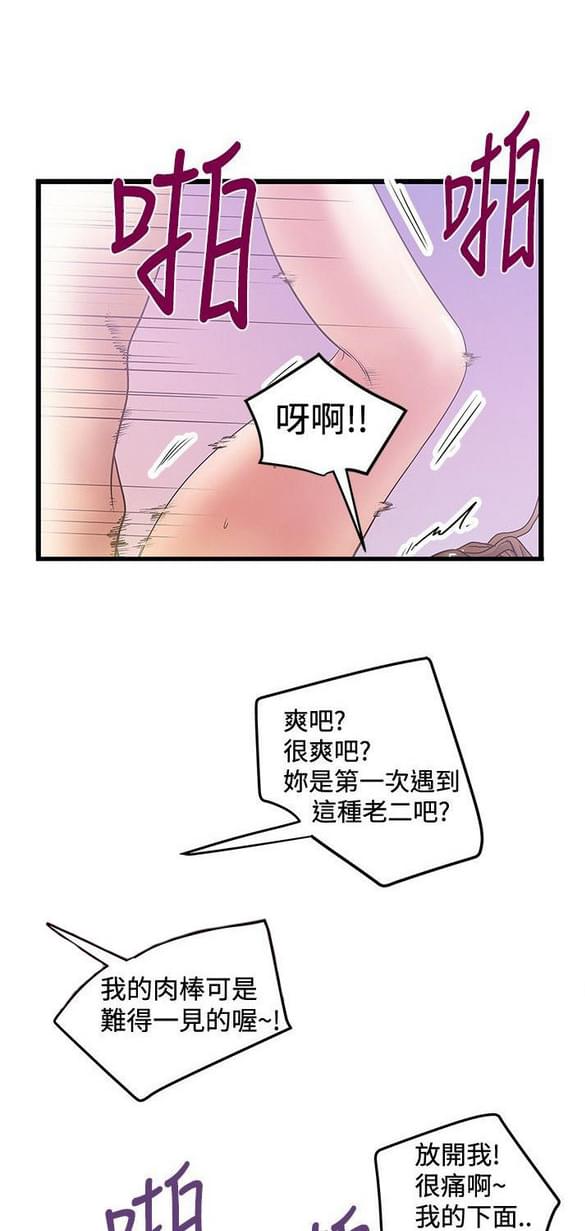 啪
啪
呀啊!!
爽吧?
很爽吧?
妳是第一次遇到
這種老二吧?
我的肉棒可是
難得一見的喔~!
放開我!
很痛啊~
我的下面..
啪
啪